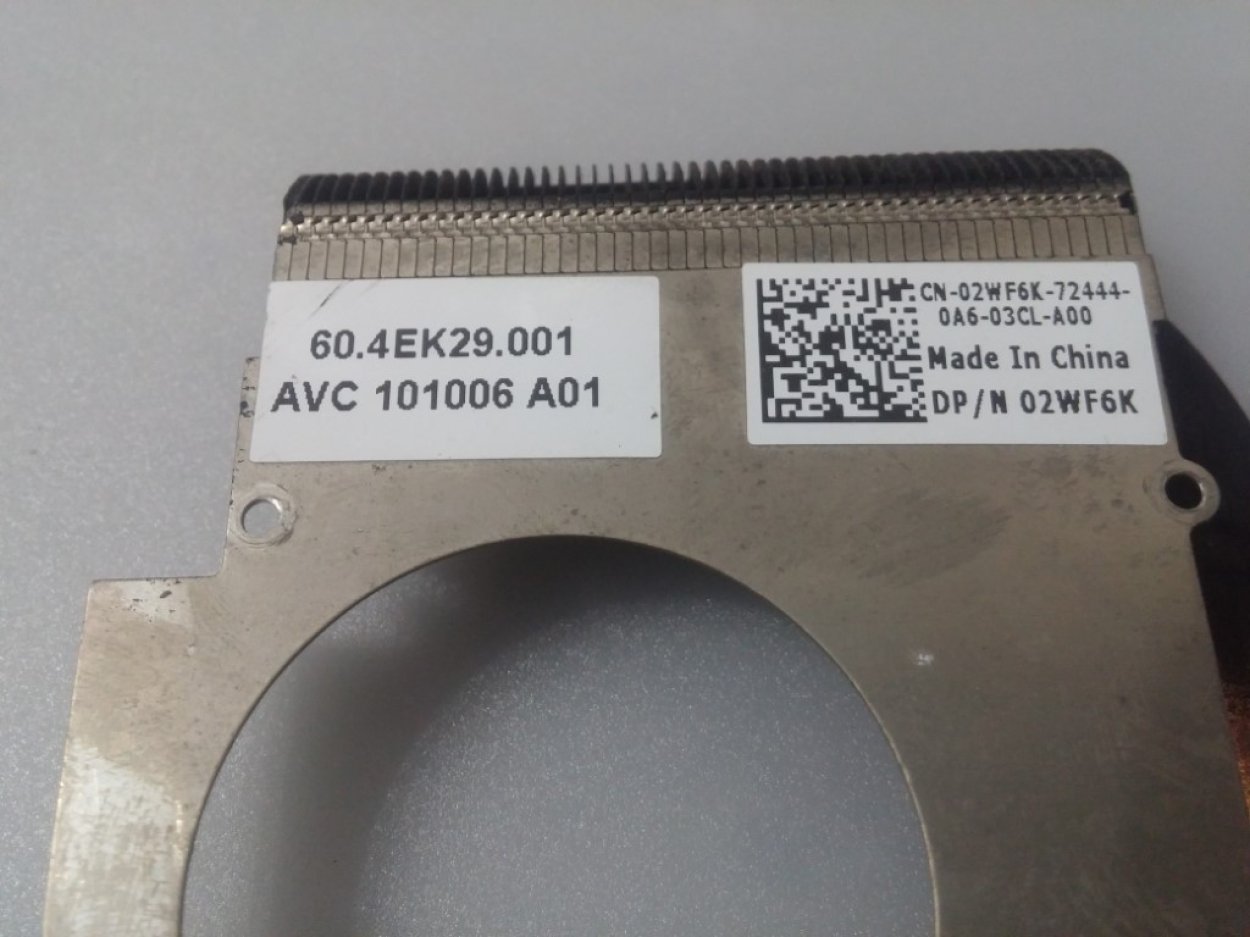 60.4EK29.001
AVC 101006 A01
CN-02WF6K-72444-
0A6-03CL-A00
Made In China
DP/N 02WF6K